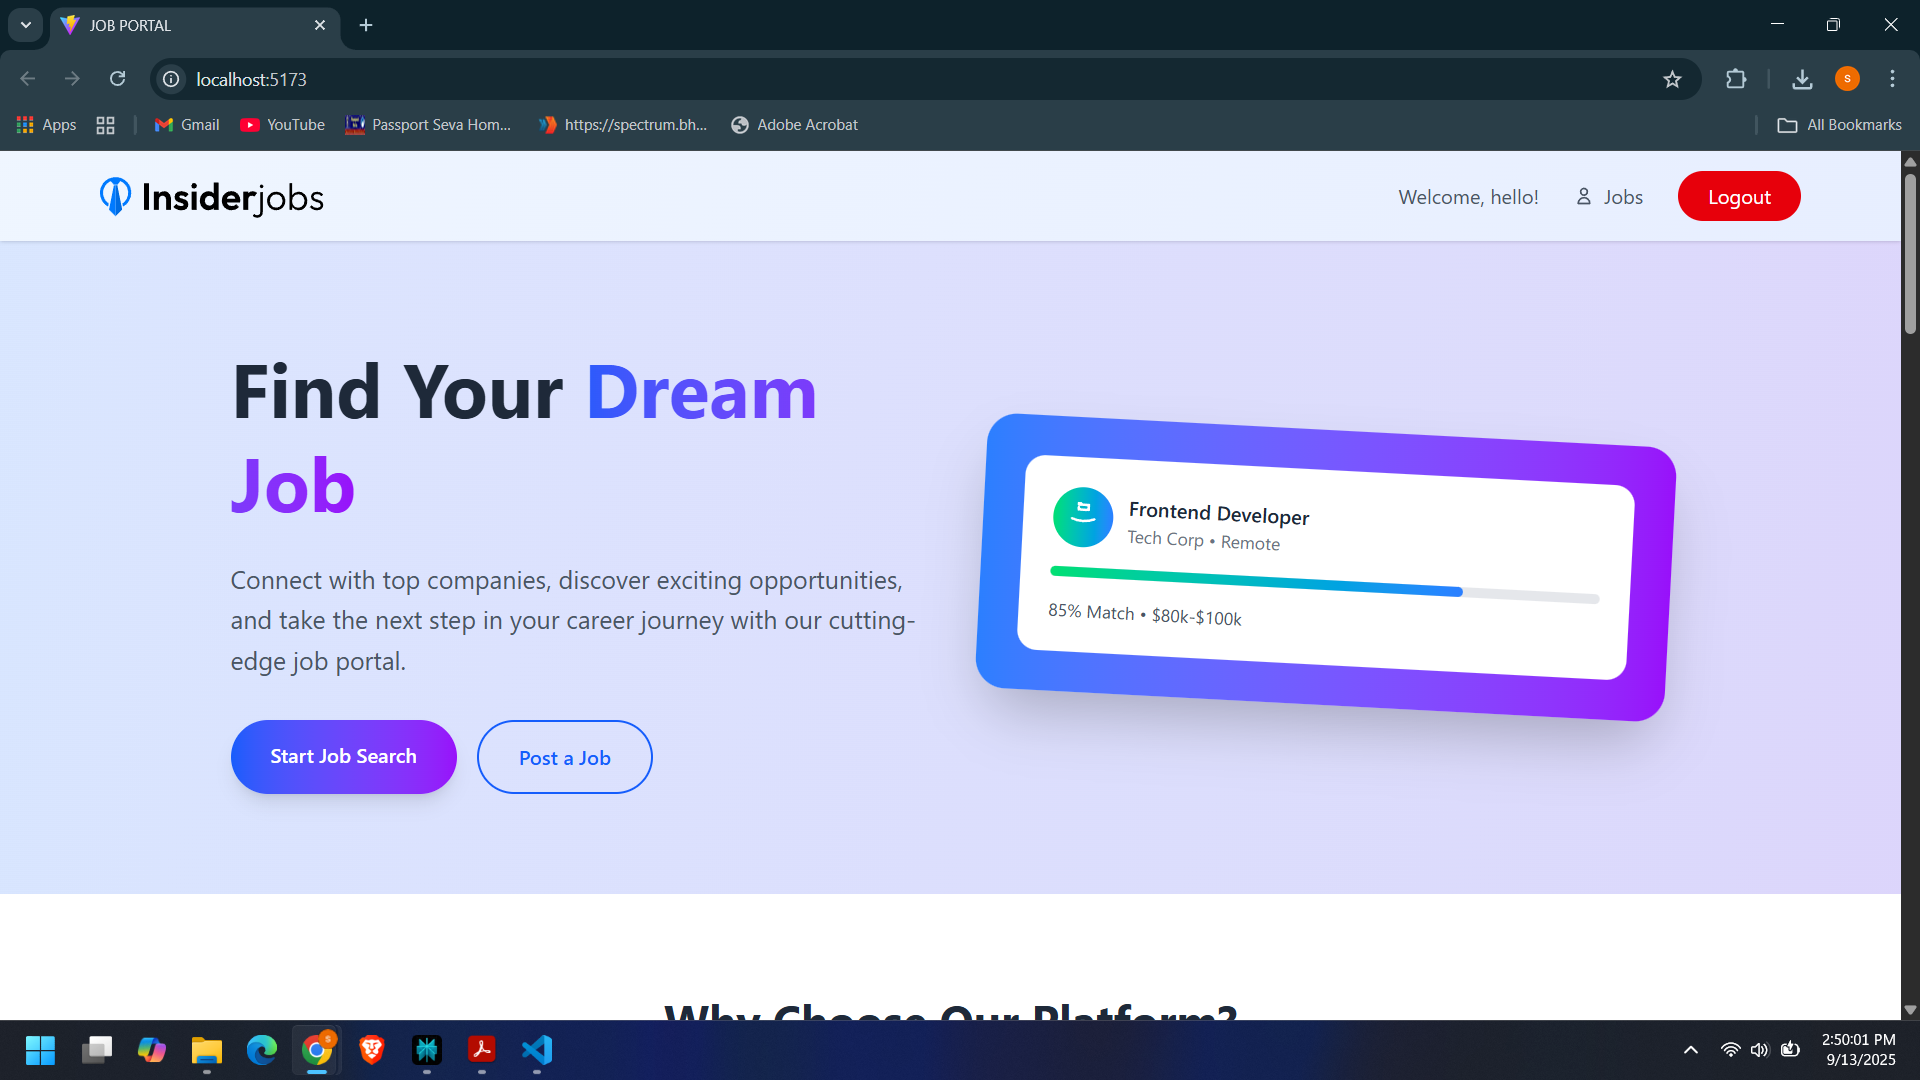 JOB PORTAL
localhost:5173
S
Apps
Gmail
YouTube
Passport Seva Hom...
https://spectrum.bh...
Adobe Acrobat
All Bookmarks
Insiderjobs
Welcome, hello!
Jobs
Logout
Find Your Dream
Job
Connect with top companies, discover exciting opportunities,
and take the next step in your career journey with our cutting-
edge job portal.
Start Job Search
Post a Job
Frontend Developer
Tech Corp • Remote
85% Match • $80k-$100k
Why Choose Our Platform?
S
2:50:01 PM
9/13/2025